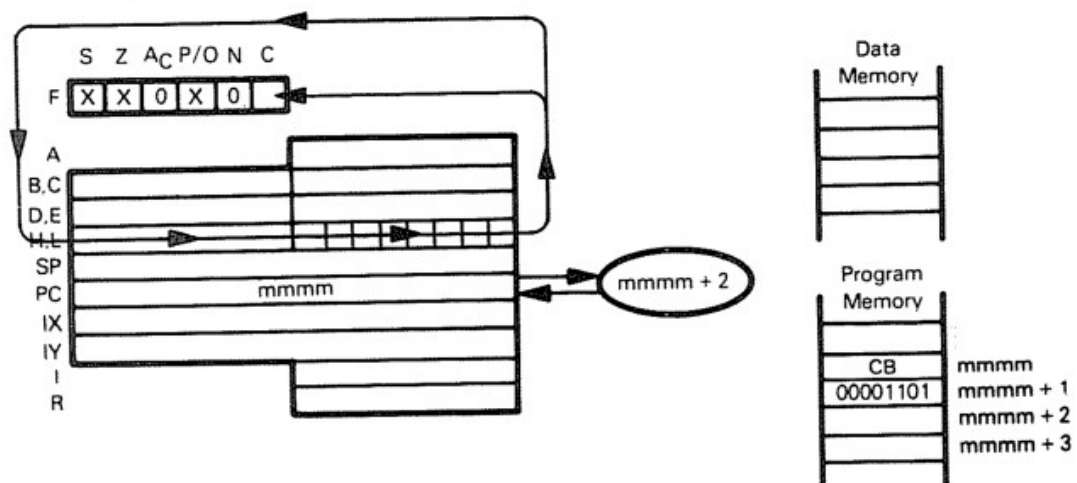 S Z AC P/O N C
F X X 0 X 0
A
B,C
D,E
H,L
SP
PC mmmm
IX
IY
I
R
mmmm + 2
Data
Memory
Program
Memory
CB mmmm
00001101 mmmm + 1
mmmm + 2
mmmm + 3